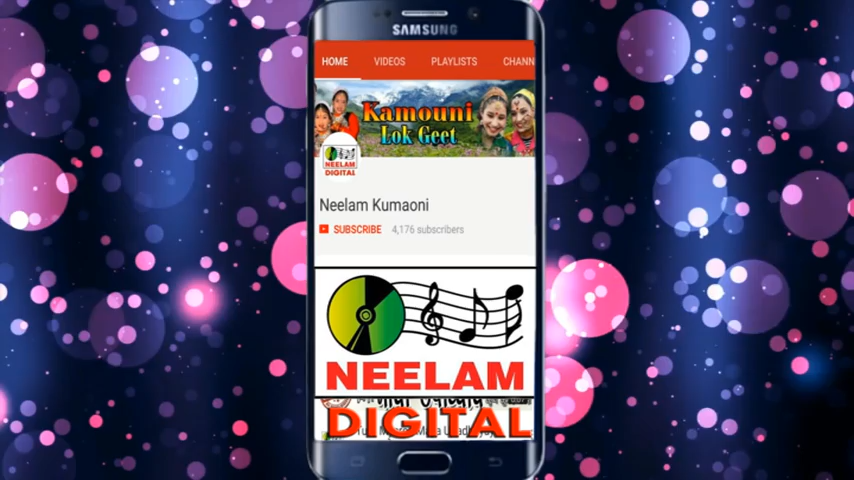 SAMSUNG
HOME VIDEOS PLAYLISTS CHANN
Kamouni
Lok Geet
NEELAM
DIGITAL
Neelam Kumaoni
SUBSCRIBE 4,176 subscribers
NEELAM
DIGITAL